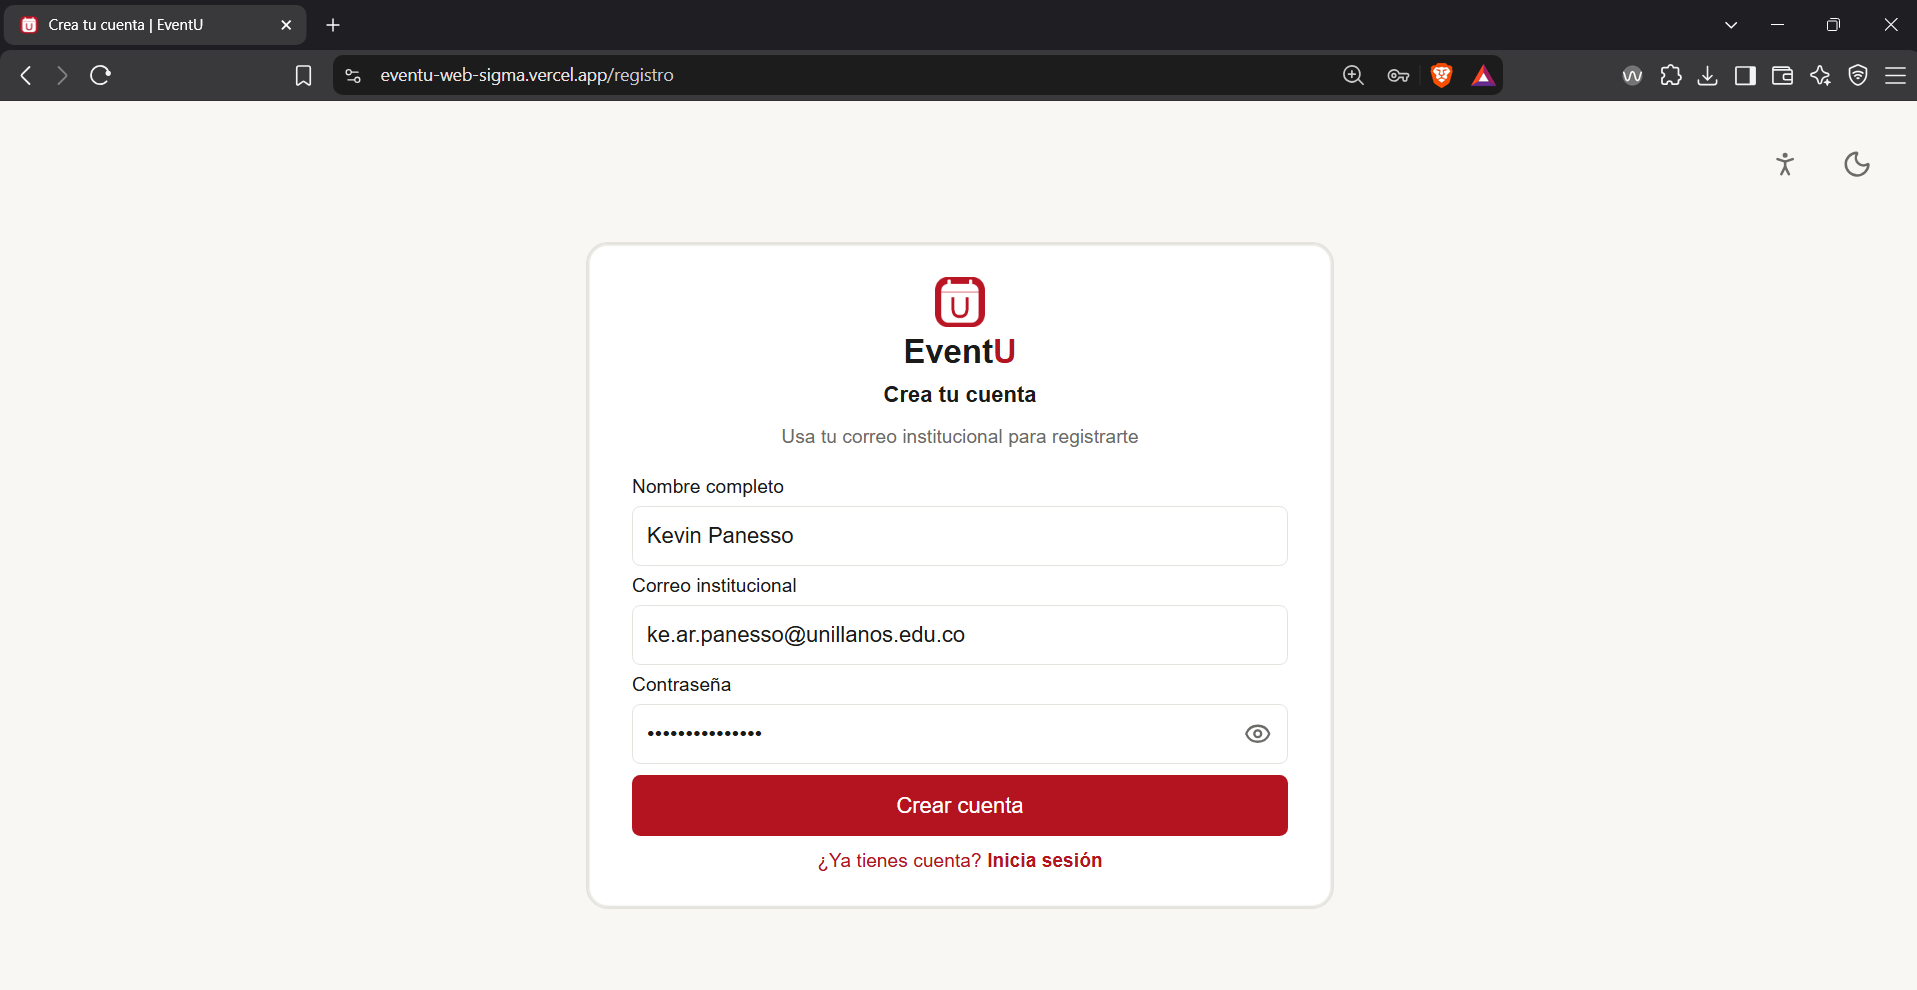 Crea tu cuenta | EventU
eventu-web-sigma.vercel.app/registro
U
EventU
Crea tu cuenta
Usa tu correo institucional para registrarte
Nombre completo
Kevin Panesso
Correo institucional
ke.ar.panesso@unillanos.edu.co
Contraseña
•••••••••••••••
Crear cuenta
¿Ya tienes cuenta? Inicia sesión